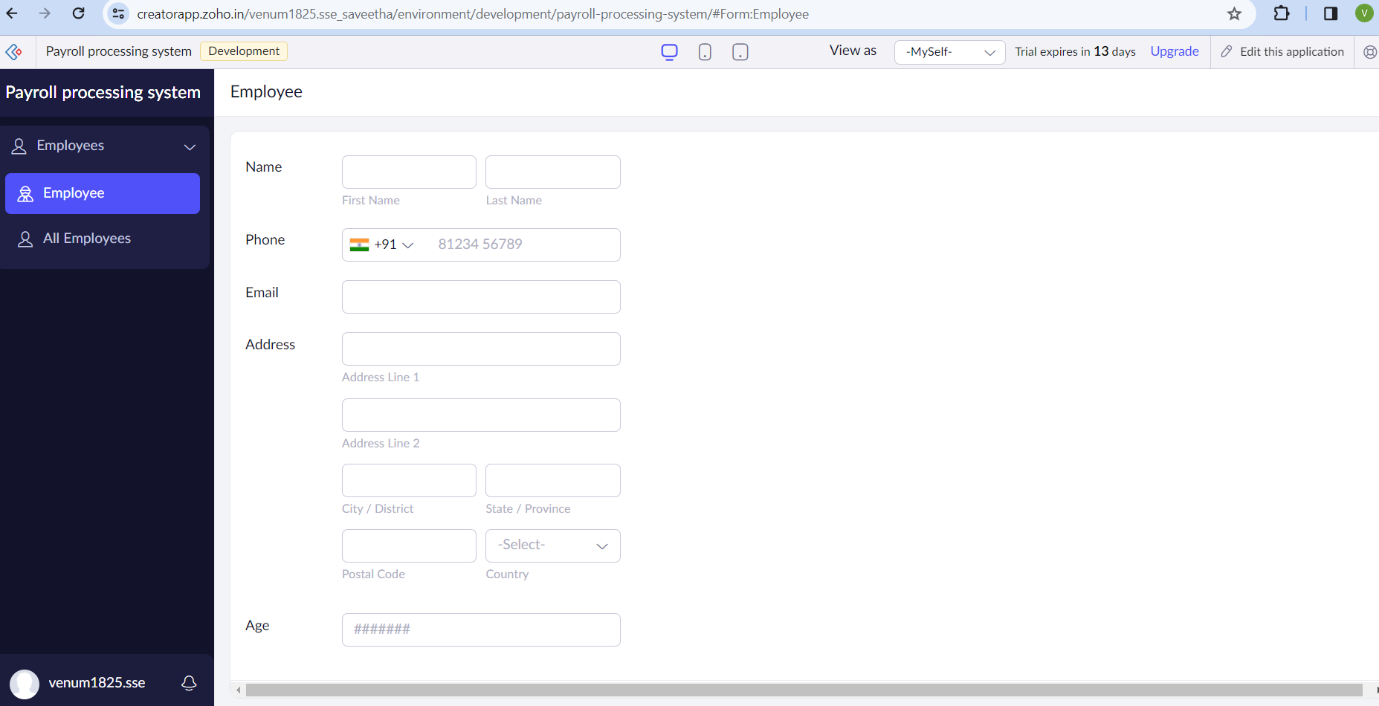 creatorapp.zoho.in/venum1825.sse_saveetha/environment/development/payroll-processing-system/#Form:Employee
V
Payroll processing system Development View as -MySelf- Trial expires in 13 days Upgrade Edit this application
Payroll processing system
Employee
Employees
Employee
All Employees
Name
First Name Last Name
Phone +91 81234 56789
Email
Address
Address Line 1
Address Line 2
City / District State / Province
-Select-
Postal Code Country
Age #######
venum1825.sse